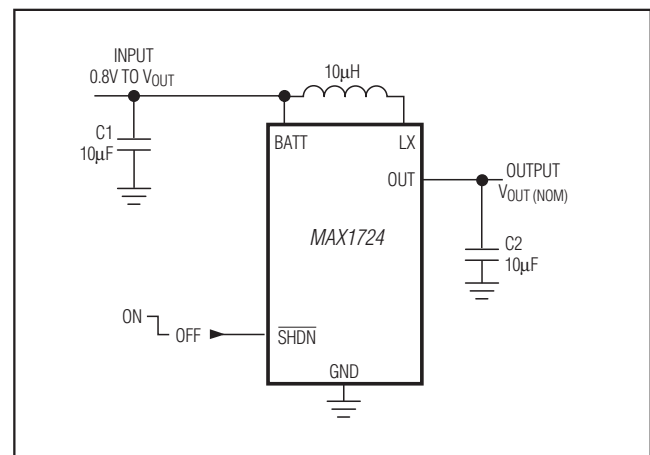 INPUT
0.8V TO VOUT
10μH
C1
10μF
BATT
LX
OUT
OUTPUT
VOUT (NOM)
MAX1724
C2
10μF
ON
OFF
SHDN
GND